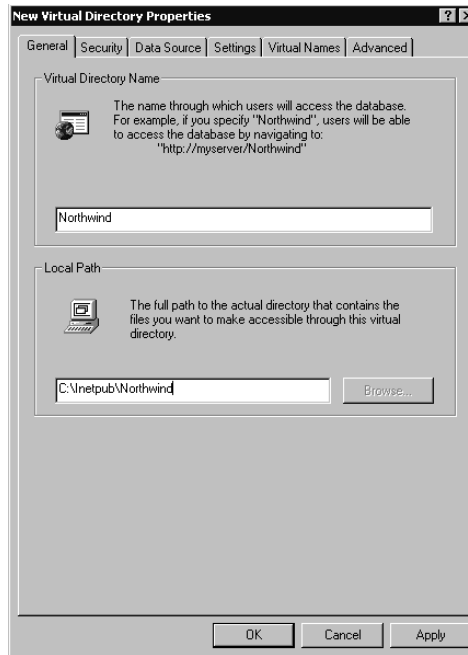 New Virtual Directory Properties
General Security Data Source Settings Virtual Names Advanced
Virtual Directory Name
The name through which users will access the database.
For example, if you specify "Northwind", users will be able
to access the database by navigating to:
"http://myserver/Northwind"
Northwind
Local Path
The full path to the actual directory that contains the
files you want to make accessible through this virtual
directory.
C:\Inetpub\Northwind
Browse...
OK Cancel Apply